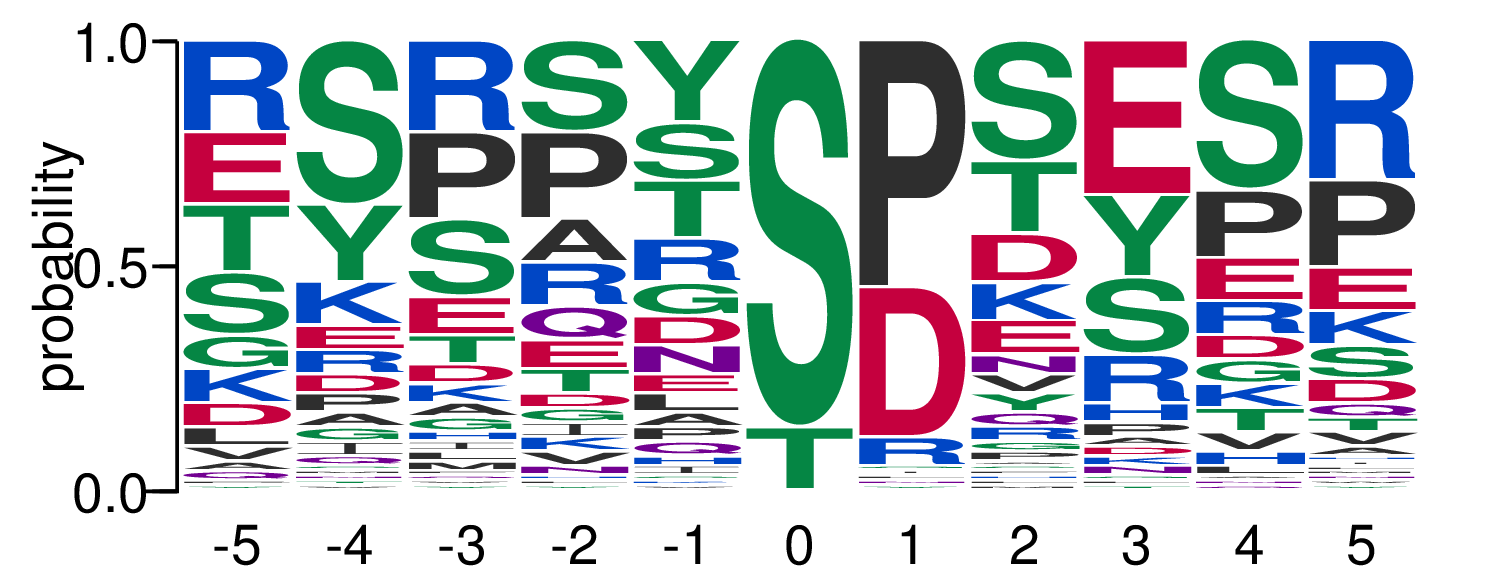 probability
1.0
0.5
0.0
R S R S Y S P S E S R
E Y P P S T D T Y P P
T K S A T R D S E E
S E E R R K R R K
G R T Q G E H D S
K D D E D N P G D
D P K T N V A K Q
L A A D E Y D T T
V G G G L Q K V V
A I H I A R N H A
Q Q I K P G L
L V Q P
M N H
I
-5 -4 -3 -2 -1 0 1 2 3 4 5